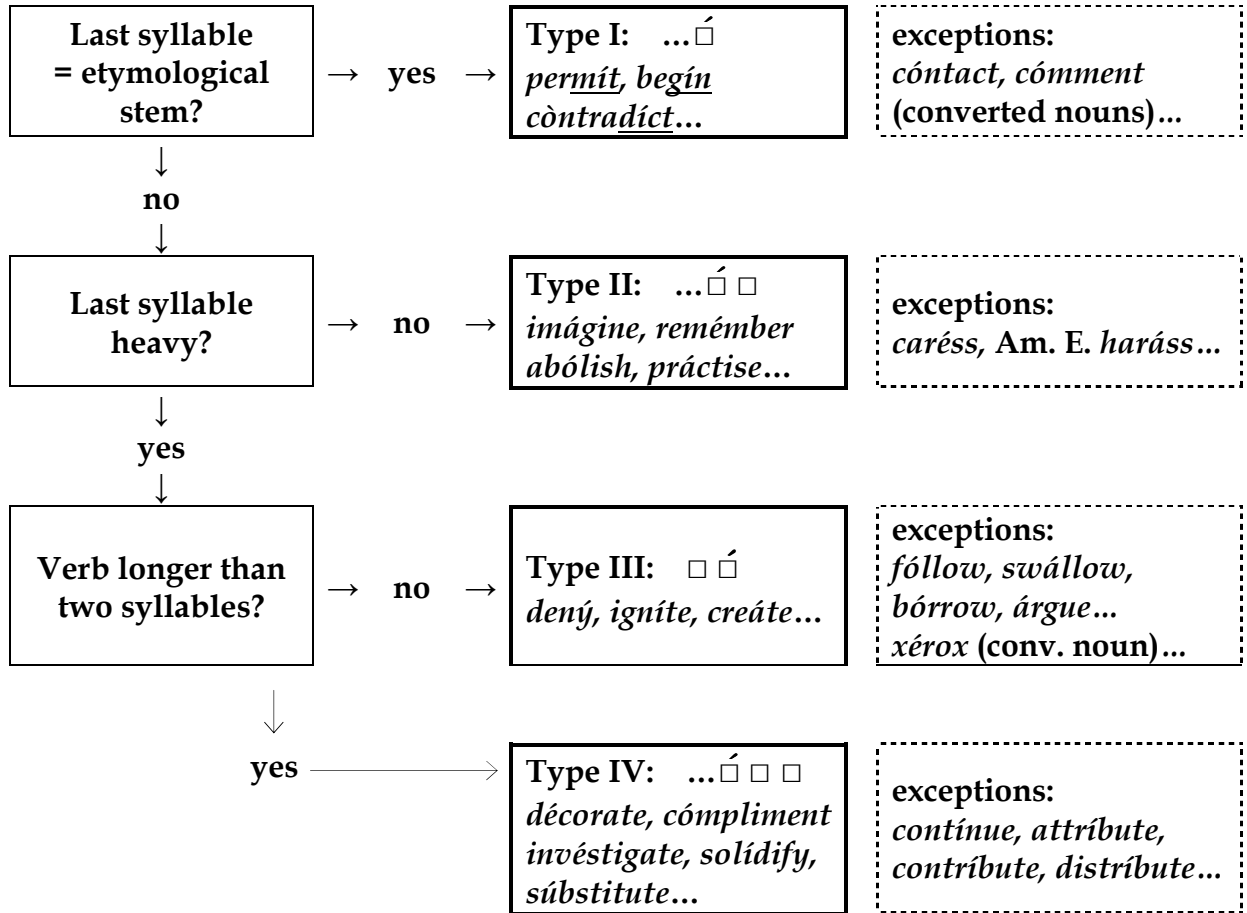 Last syllable
= etymological
stem?
→ yes →
Type I: ...□́
permít, begín
còntradíct...
exceptions:
cóntact, cómment
(converted nouns)...
↓
no
↓
Last syllable
heavy?
→ no →
Type II: ...□́ □
imágine, remémber
abólish, práctise...
exceptions:
caréss, Am. E. haráss...
↓
yes
↓
Verb longer than
two syllables?
→ no →
Type III: □ □́
dený, igníte, creáte...
exceptions:
fóllow, swállow,
bórrow, árgue...
xérox (conv. noun)...
yes
Type IV: ...□́ □ □
décorate, cómpliment
invéstigate, solídify,
súbstitute...
exceptions:
contínue, attríbute,
contríbute, distríbute...